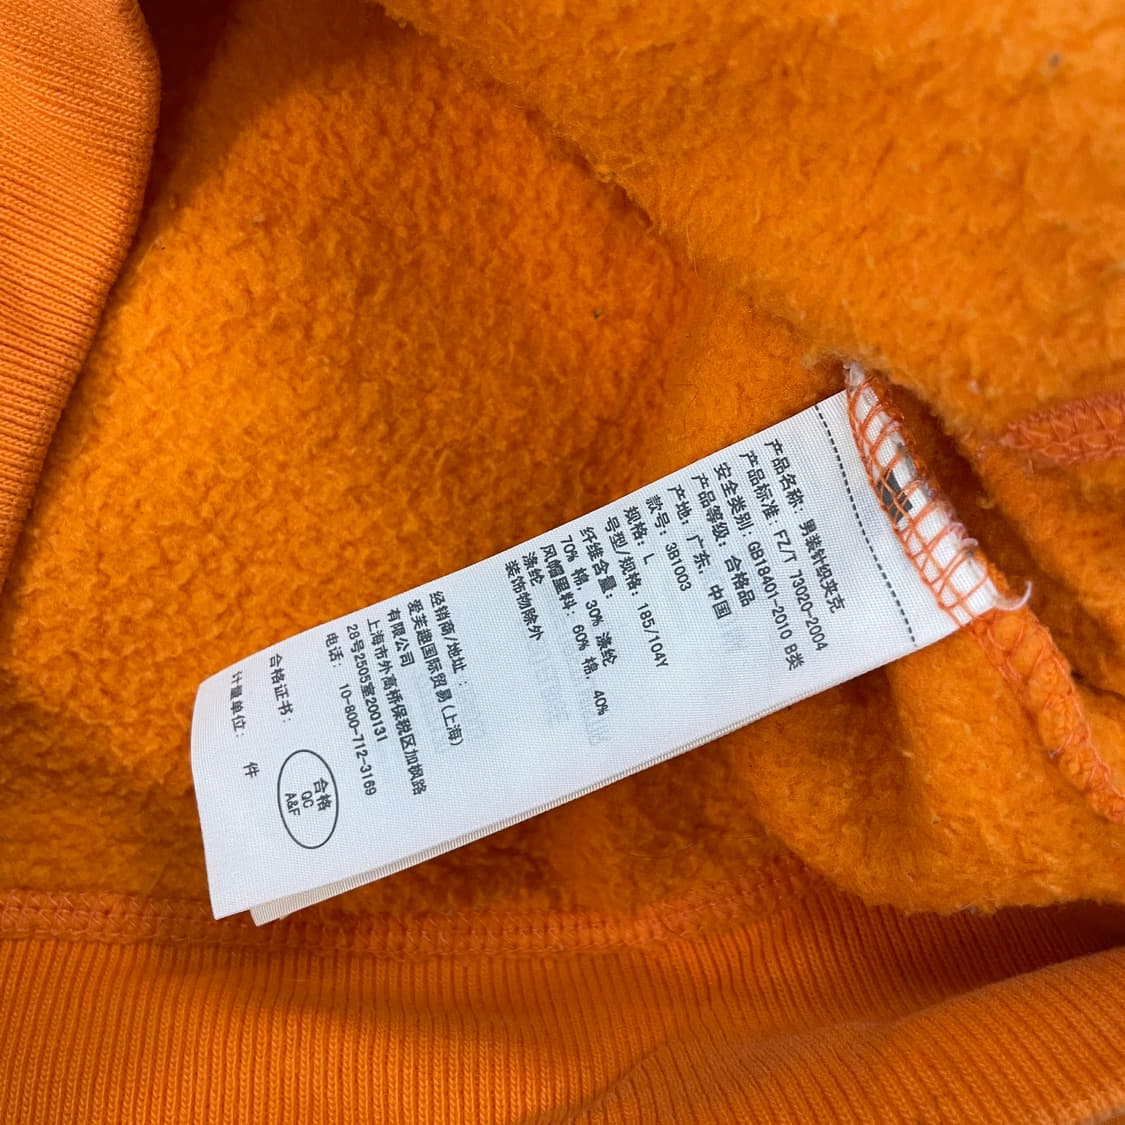 产品名称: 男装针织夹克
产品标准: FZ/T 73020-2004
安全类别: GB18401-2010 B类
产品等级: 合格品
产地: 广东, 中国
款号: 3B1003
规格: L
号型/规格: 185/104Y
纤维含量:
70% 棉, 30% 涤纶
风帽里料: 60% 棉, 40%
涤纶
装饰物除外
经销商/地址:
爱芙趣国际贸易(上海)
有限公司
上海市外高桥保税区加枫路
28号2505室200131
电话: 10-800-712-3169
合格证书:
合格
QC
A&F
计量单位: 件